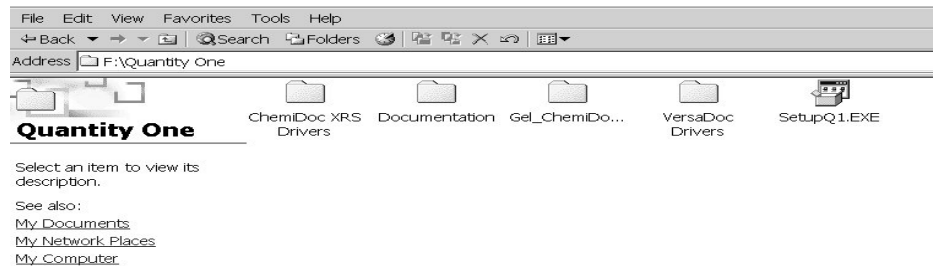 File Edit View Favorites Tools Help
Back Search Folders
Address F:\Quantity One
Quantity One
Select an item to view its
description.
See also:
My Documents
My Network Places
My Computer
ChemiDoc XRS
Drivers
Documentation
Gel_ChemiDo...
VersaDoc
Drivers
SetupQ1.EXE